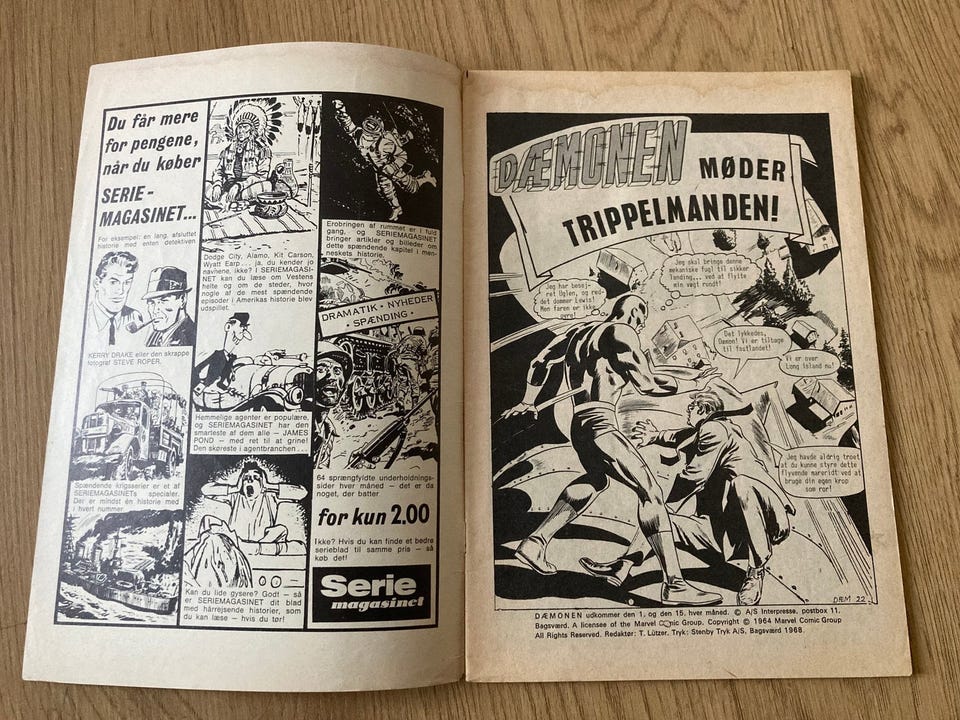 Du får mere
for pengene,
når du køber
SERIE-
MAGASINET...
For eksempel: en lang, afsluttet
historie med enten detektiven
KERRY DRAKE eller den skrappe
fotograf STEVE ROPER.
Spændende krigsserier er et af
SERIEMAGASINETs specialer.
Der er mindst én historie med
i hvert nummer.
Dodge City, Alamo, Kit Carson,
Wyatt Earp... ja, du kender jo
navnene, ikke? I SERIEMAGASI-
NET kan du læse om Vestens
helte og om de steder, hvor
nogle af de mest spændende
episoder i Amerikas historie blev
udspillet.
Hemmelige agenter er populære,
og SERIEMAGASINET har den
smarteste af dem alle — JAMES
POND — med ret til at grine!
Den skøreste i agentbranchen...
Kan du lide gysere? Godt — så
er SERIEMAGASINET dit blad
med hårrejsende historier, som
du kan læse — hvis du tør!
Erobringen af rummet er i fuld
gang, og SERIEMAGASINET
bringer artikler og billeder om
dette spændende kapitel i men-
neskets historie.
DRAMATIK • NYHEDER
• SPÆNDING •
64 sprængfyldte underholdnings-
sider hver måned — det er da
noget, der batter
for kun 2.00
Ikke? Hvis du kan finde et bedre
serieblad til samme pris — så
køb det!
Serie
magasinet
DÆMONEN MØDER
TRIPPELMANDEN!
Jeg skal bringe denne
mekaniske fugl til sikker
landing... ved at flytte
min vægt rundt!
Jeg har besej-
ret Uglen, og red-
det dommer Lewis!
Men faren er ikke
ovre!
Det lykkedes,
Dæmon! Vi er tilbage
til fastlandet!
Vi er over
Long Island nu!
Jeg havde aldrig troet
at du kunne styre dette
flyvende mareridt ved at
bruge din egen krop
som ror!
DÆM 22
DÆMONEN udkommer den 1. og den 15. hver måned. © A/S Interpresse, postbox 11,
Bagsværd. A licensee of the Marvel Comic Group. Copyright © 1964 Marvel Comic Group
All Rights Reserved. Redaktør: T. Lützer. Tryk: Stenby Tryk A/S, Bagsværd 1968.